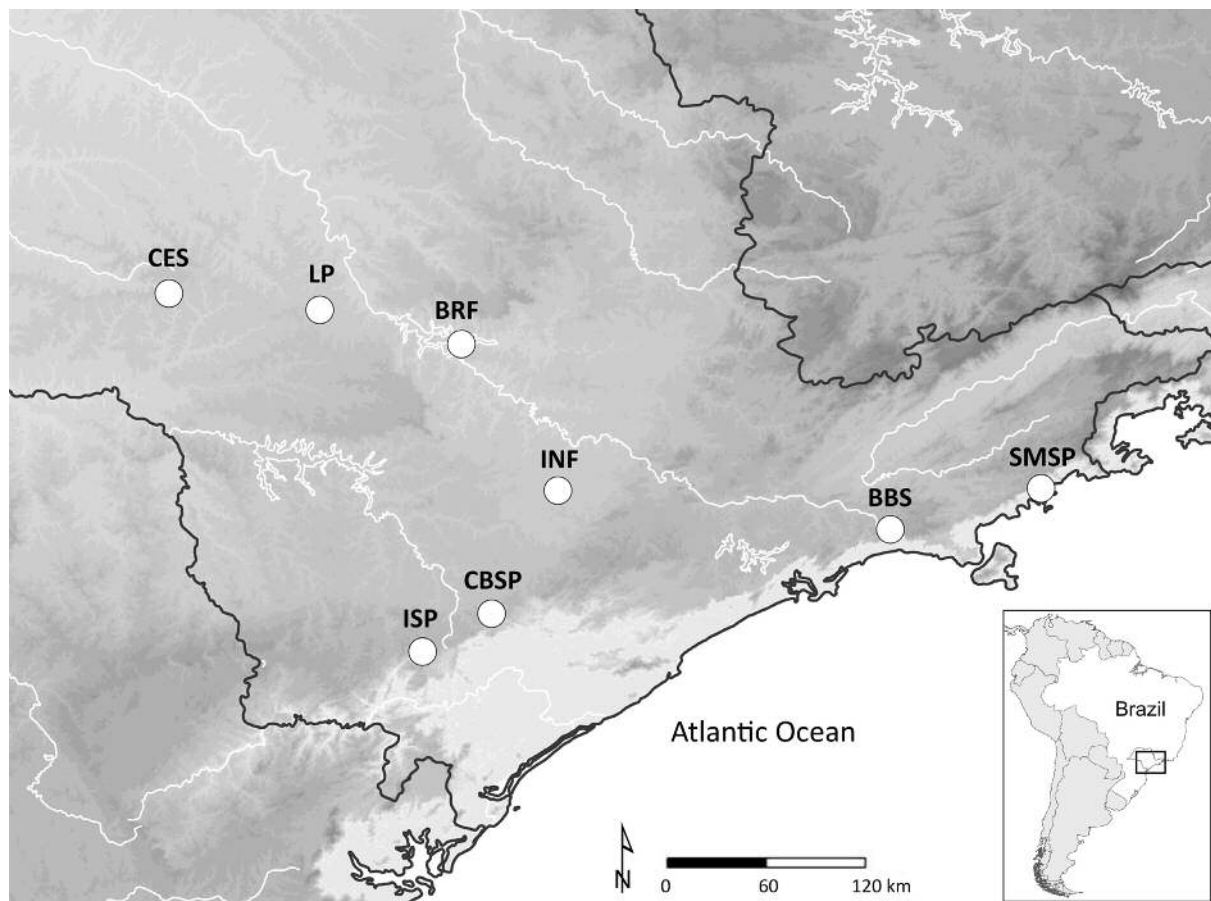 CES
LP
BRF
INF
SMSP
BBS
CBSP
ISP
Atlantic Ocean
Brazil
N
0 60 120 km